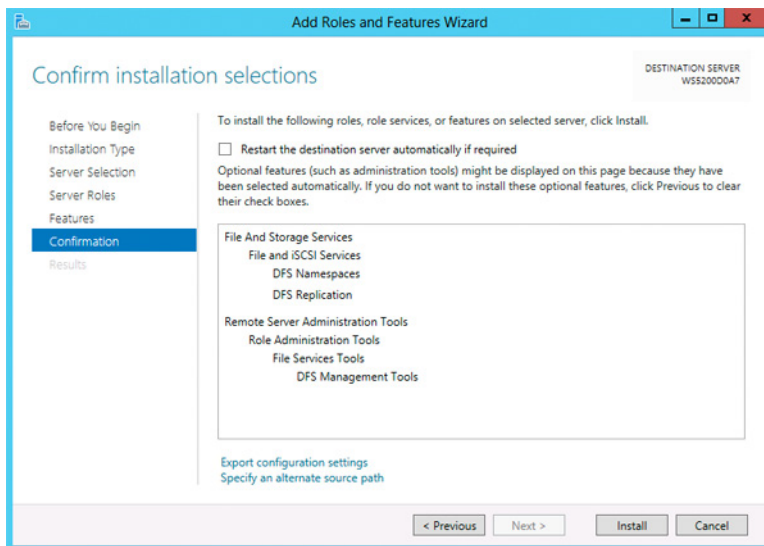 Add Roles and Features Wizard
Confirm installation selections
DESTINATION SERVER
WSS200D0A7
Before You Begin
Installation Type
Server Selection
Server Roles
Features
Confirmation
Results
To install the following roles, role services, or features on selected server, click Install.
Restart the destination server automatically if required
Optional features (such as administration tools) might be displayed on this page because they have
been selected automatically. If you do not want to install these optional features, click Previous to clear
their check boxes.
File And Storage Services
File and iSCSI Services
DFS Namespaces
DFS Replication
Remote Server Administration Tools
Role Administration Tools
File Services Tools
DFS Management Tools
Export configuration settings
Specify an alternate source path
< Previous
Next >
Install
Cancel